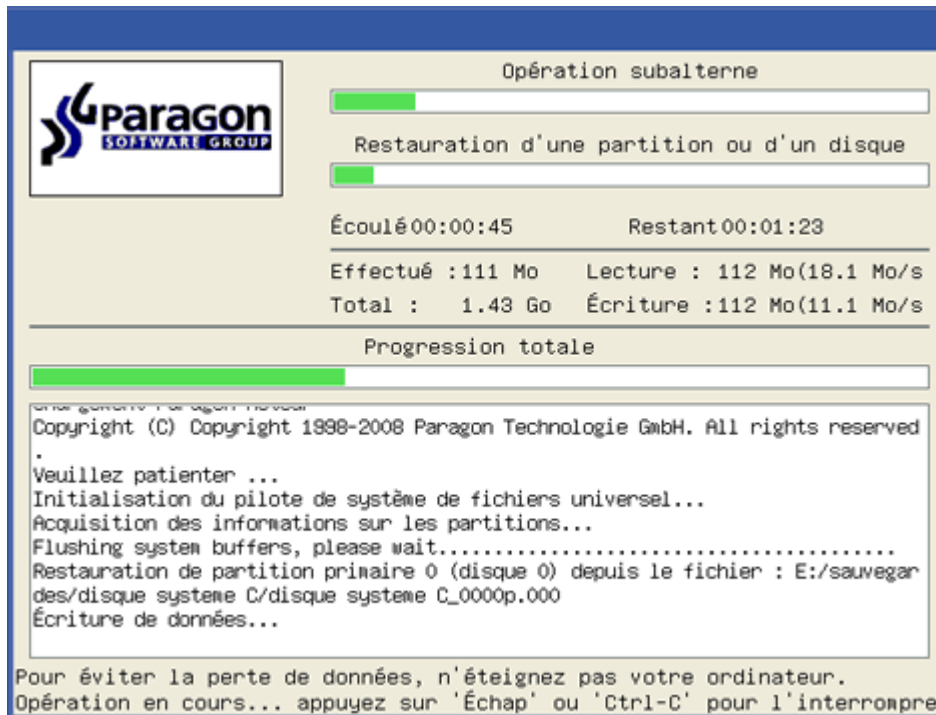 Paragon
SOFTWARE GROUP
Opération subalterne
Restauration d'une partition ou d'un disque
Écoulé 00:00:45 Restant 00:01:23
Effectué : 111 Mo Lecture : 112 Mo(18.1 Mo/s
Total : 1.43 Go Écriture : 112 Mo(11.1 Mo/s
Progression totale
Copyright (C) Copyright 1998-2008 Paragon Technologie GmbH. All rights reserved
.
Veuillez patienter ...
Initialisation du pilote de système de fichiers universel...
Acquisition des informations sur les partitions...
Flushing system buffers, please wait..........................................
Restauration de partition primaire 0 (disque 0) depuis le fichier : E:/sauvegar
des/disque systeme C/disque systeme C_0000p.000
Écriture de données...
Pour éviter la perte de données, n'éteignez pas votre ordinateur.
Opération en cours... appuyez sur 'Échap' ou 'Ctrl-C' pour l'interrompre